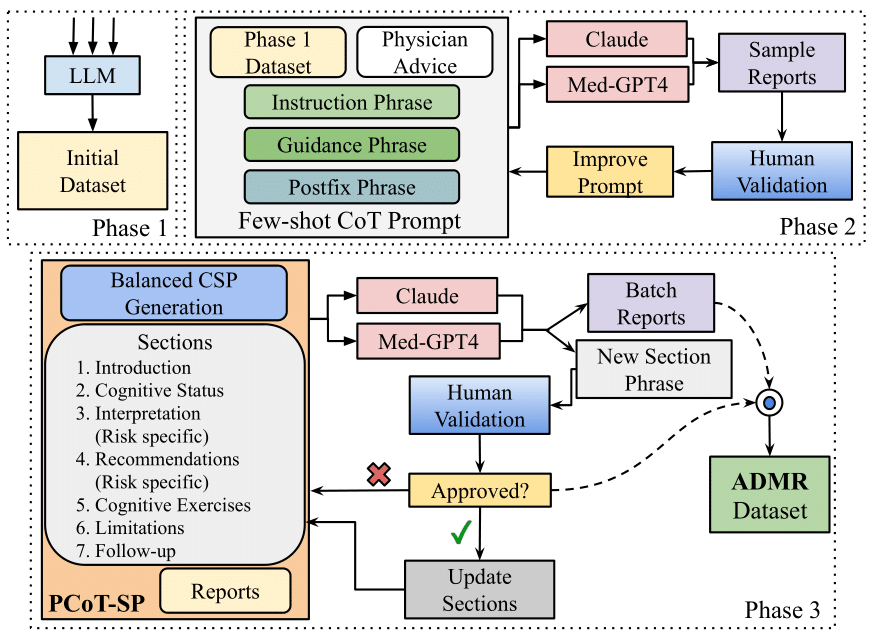 LLM
Initial
Dataset
Phase 1
Phase 1
Dataset
Physician
Advice
Instruction Phrase
Guidance Phrase
Postfix Phrase
Few-shot CoT Prompt
Claude
Med-GPT4
Sample
Reports
Human
Validation
Improve
Prompt
Phase 2
Balanced CSP
Generation
Sections
1. Introduction
2. Cognitive Status
3. Interpretation
(Risk specific)
4. Recommendations
(Risk specific)
5. Cognitive Exercises
6. Limitations
7. Follow-up
PCoT-SP
Reports
Claude
Med-GPT4
Batch
Reports
New Section
Phrase
Human
Validation
Approved?
Update
Sections
ADMR
Dataset
Phase 3